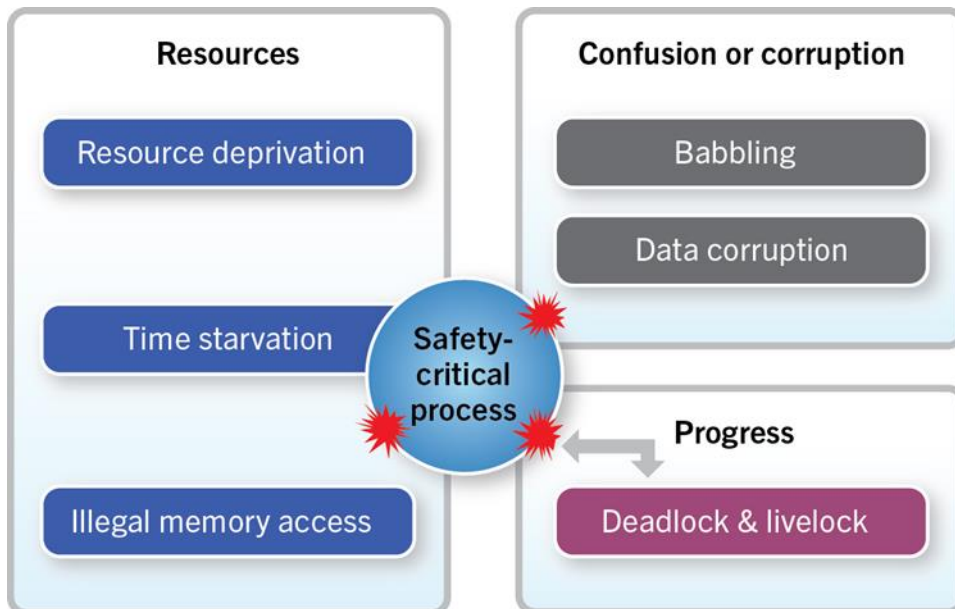 Resources
Resource deprivation
Time starvation
Illegal memory access
Safety-
critical
process
Confusion or corruption
Babbling
Data corruption
Progress
Deadlock & livelock